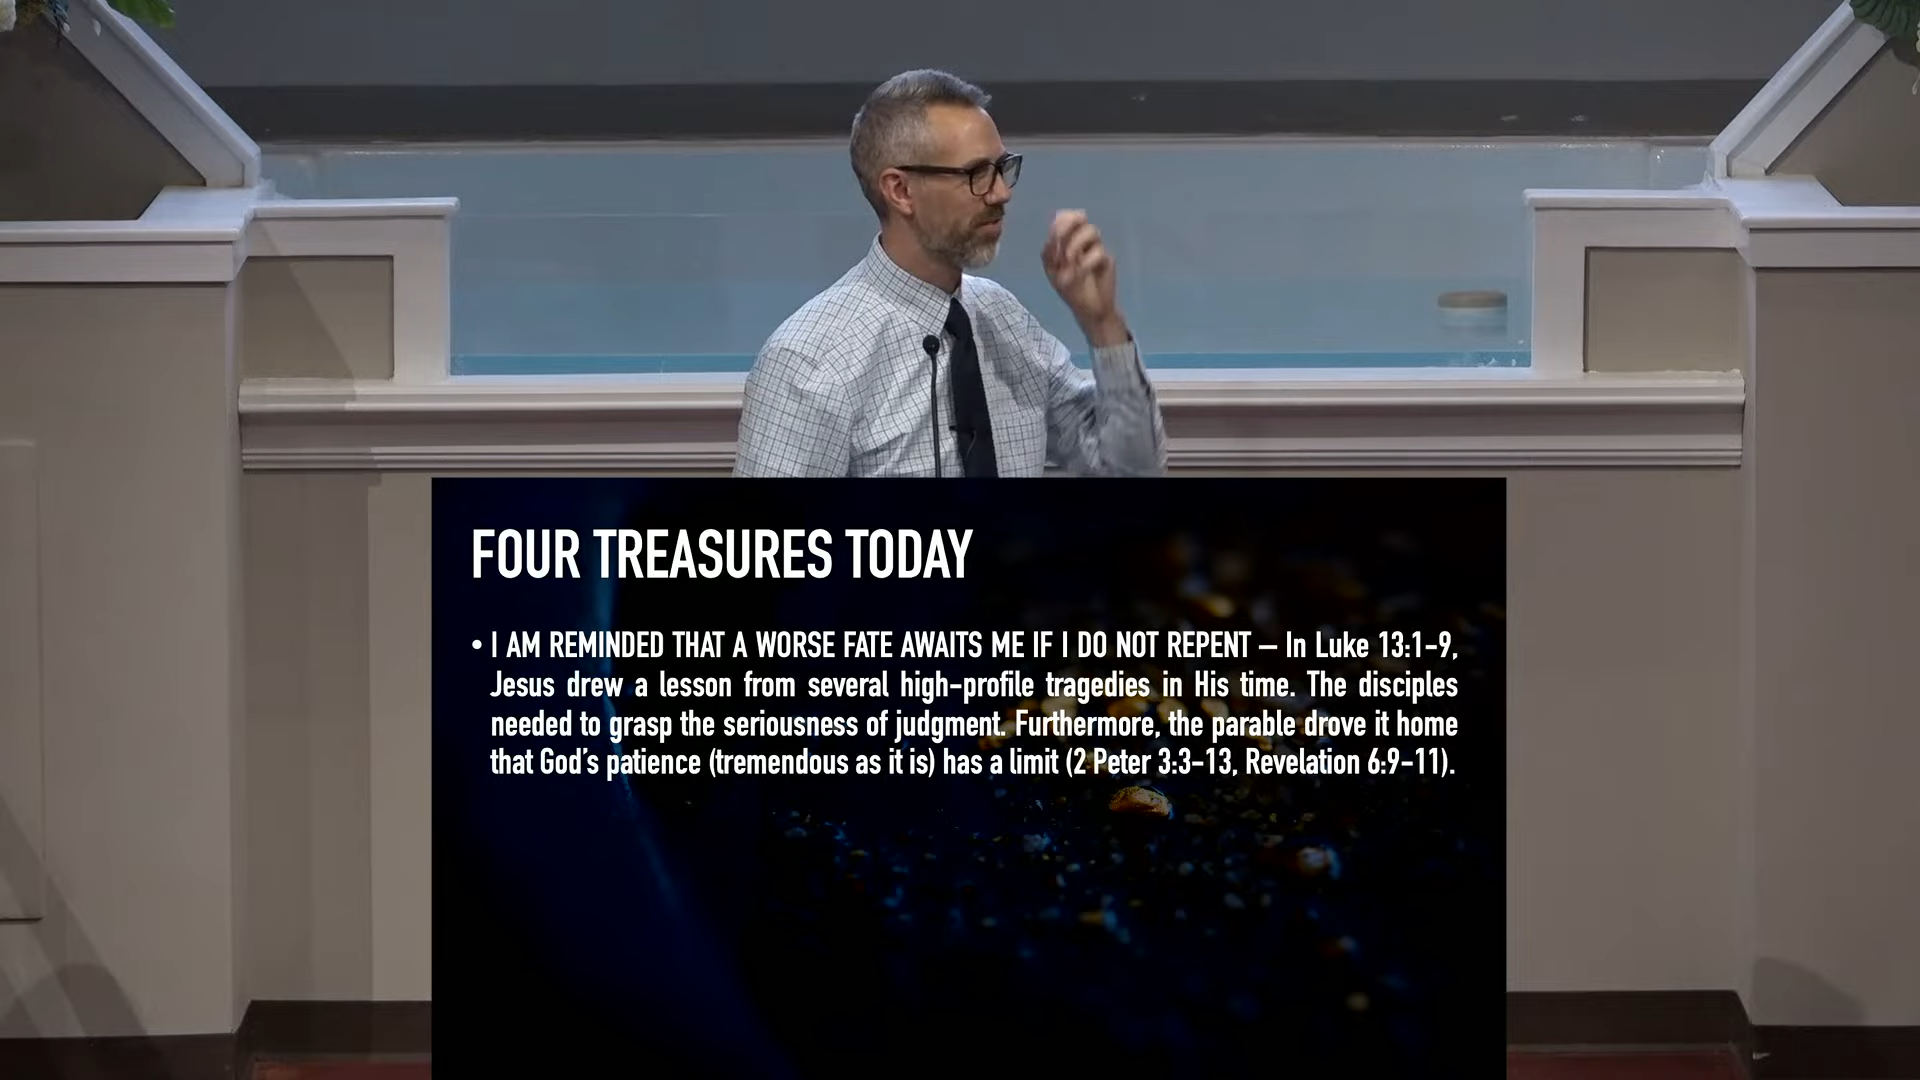 FOUR TREASURES TODAY
• I AM REMINDED THAT A WORSE FATE AWAITS ME IF I DO NOT REPENT – In Luke 13:1-9,
Jesus drew a lesson from several high-profile tragedies in His time. The disciples
needed to grasp the seriousness of judgment. Furthermore, the parable drove it home
that God's patience (tremendous as it is) has a limit (2 Peter 3:3-13, Revelation 6:9-11).